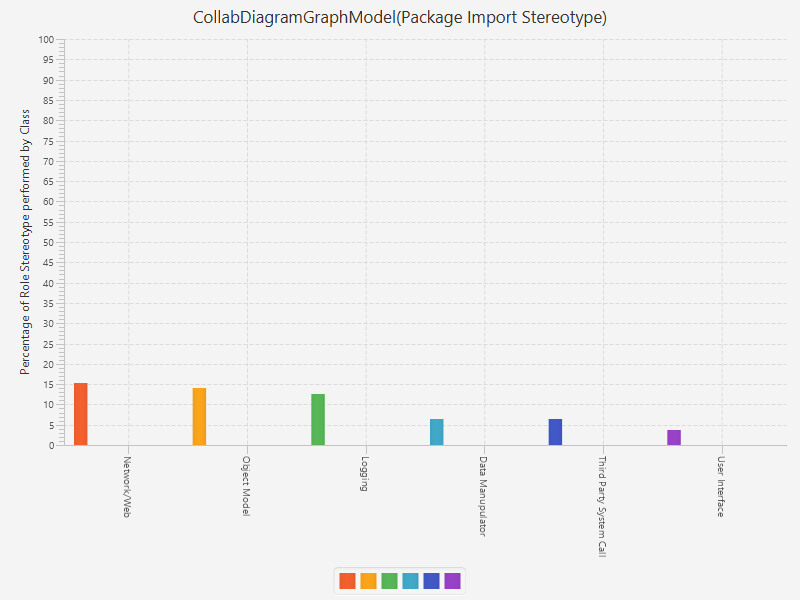 CollabDiagramGraphModel(Package Import Stereotype)
Percentage of Role Stereotype performed by Class
100
95
90
85
80
75
70
65
60
55
50
45
40
35
30
25
20
15
10
5
0
Network/Web
Object Model
Logging
Data Manupulator
Third Party System Call
User Interface